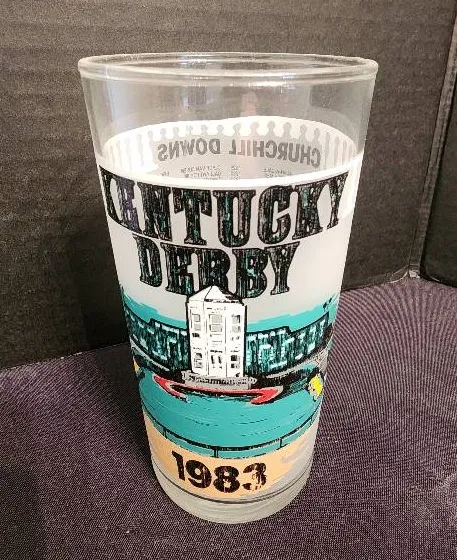 CHURCHILL DOWNS
KENTUCKY
DERBY
1983